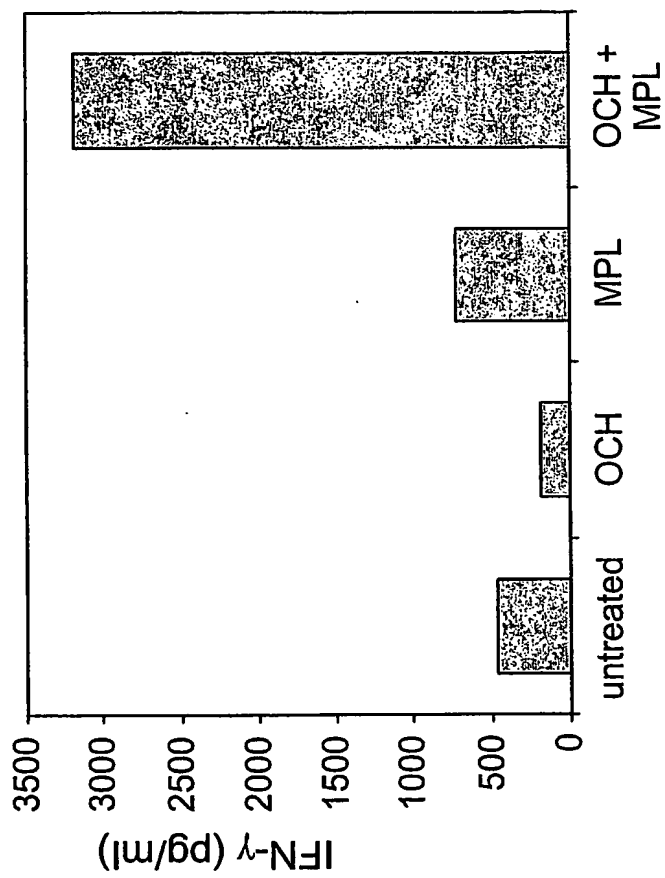 IFN-γ (pg/ml)
3500
3000
2500
2000
1500
1000
500
0
untreated
OCH
MPL
OCH +
MPL